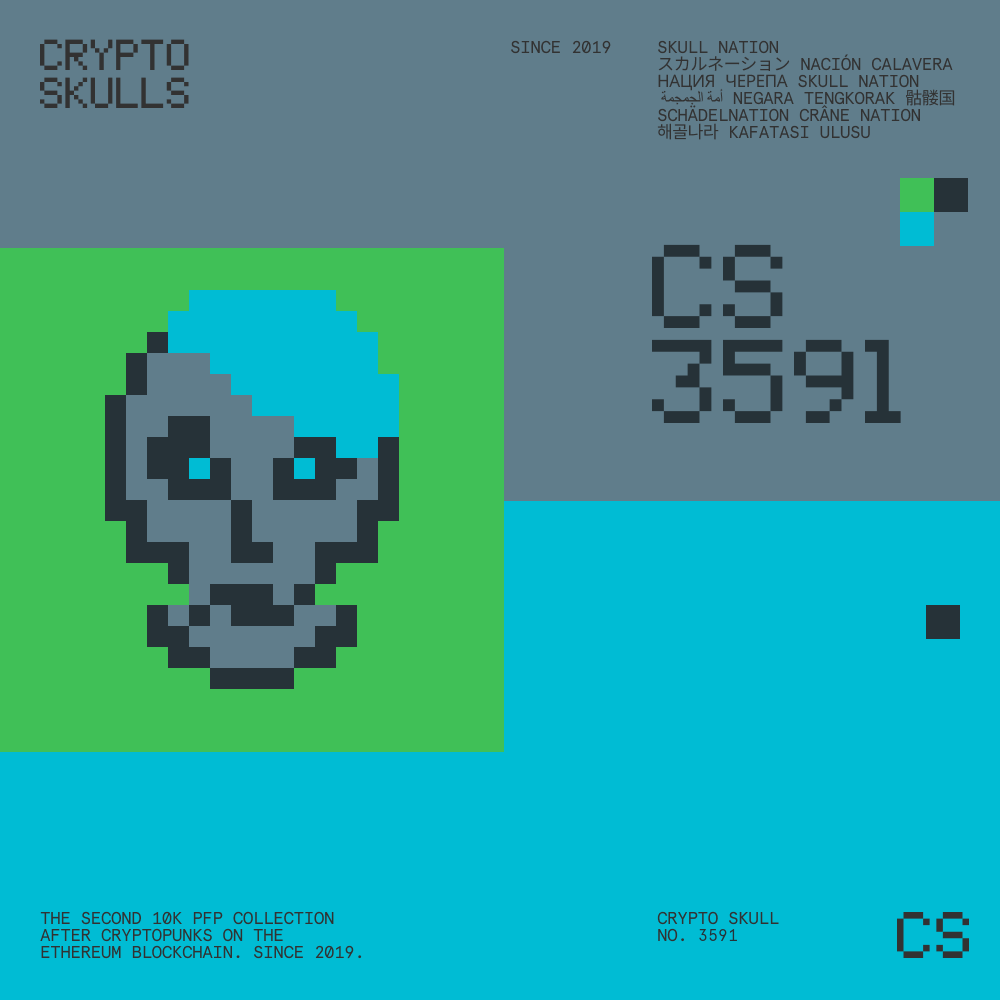 CRYPTO
SKULLS
SINCE 2019
SKULL NATION
スカルネーション NACIÓN CALAVERA
НАЦИЯ ЧЕРЕПА SKULL NATION
أمة الجمجمة NEGARA TENGKORAK 骷髅国
SCHÄDELNATION CRÂNE NATION
해골나라 KAFATASI ULUSU
CS
3591
THE SECOND 10K PFP COLLECTION
AFTER CRYPTOPUNKS ON THE
ETHEREUM BLOCKCHAIN. SINCE 2019.
CRYPTO SKULL
NO. 3591
CS